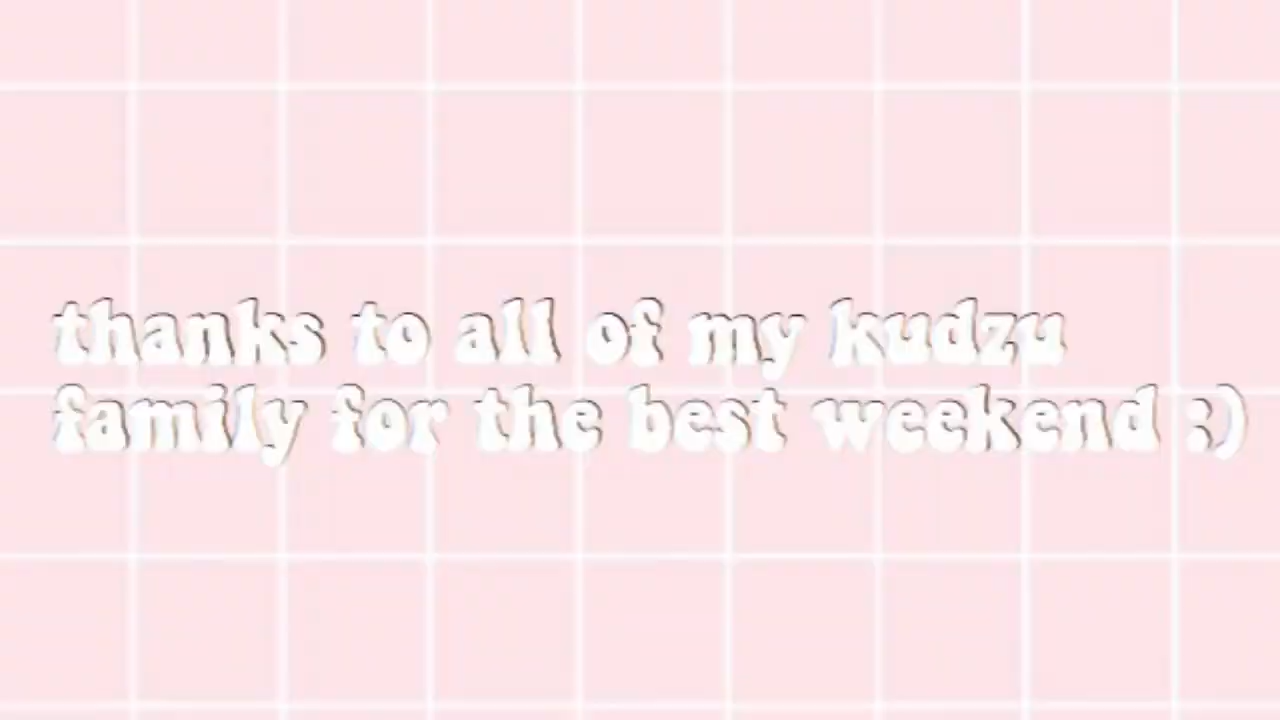 thanks to all of my kudzu
family for the best weekend :)